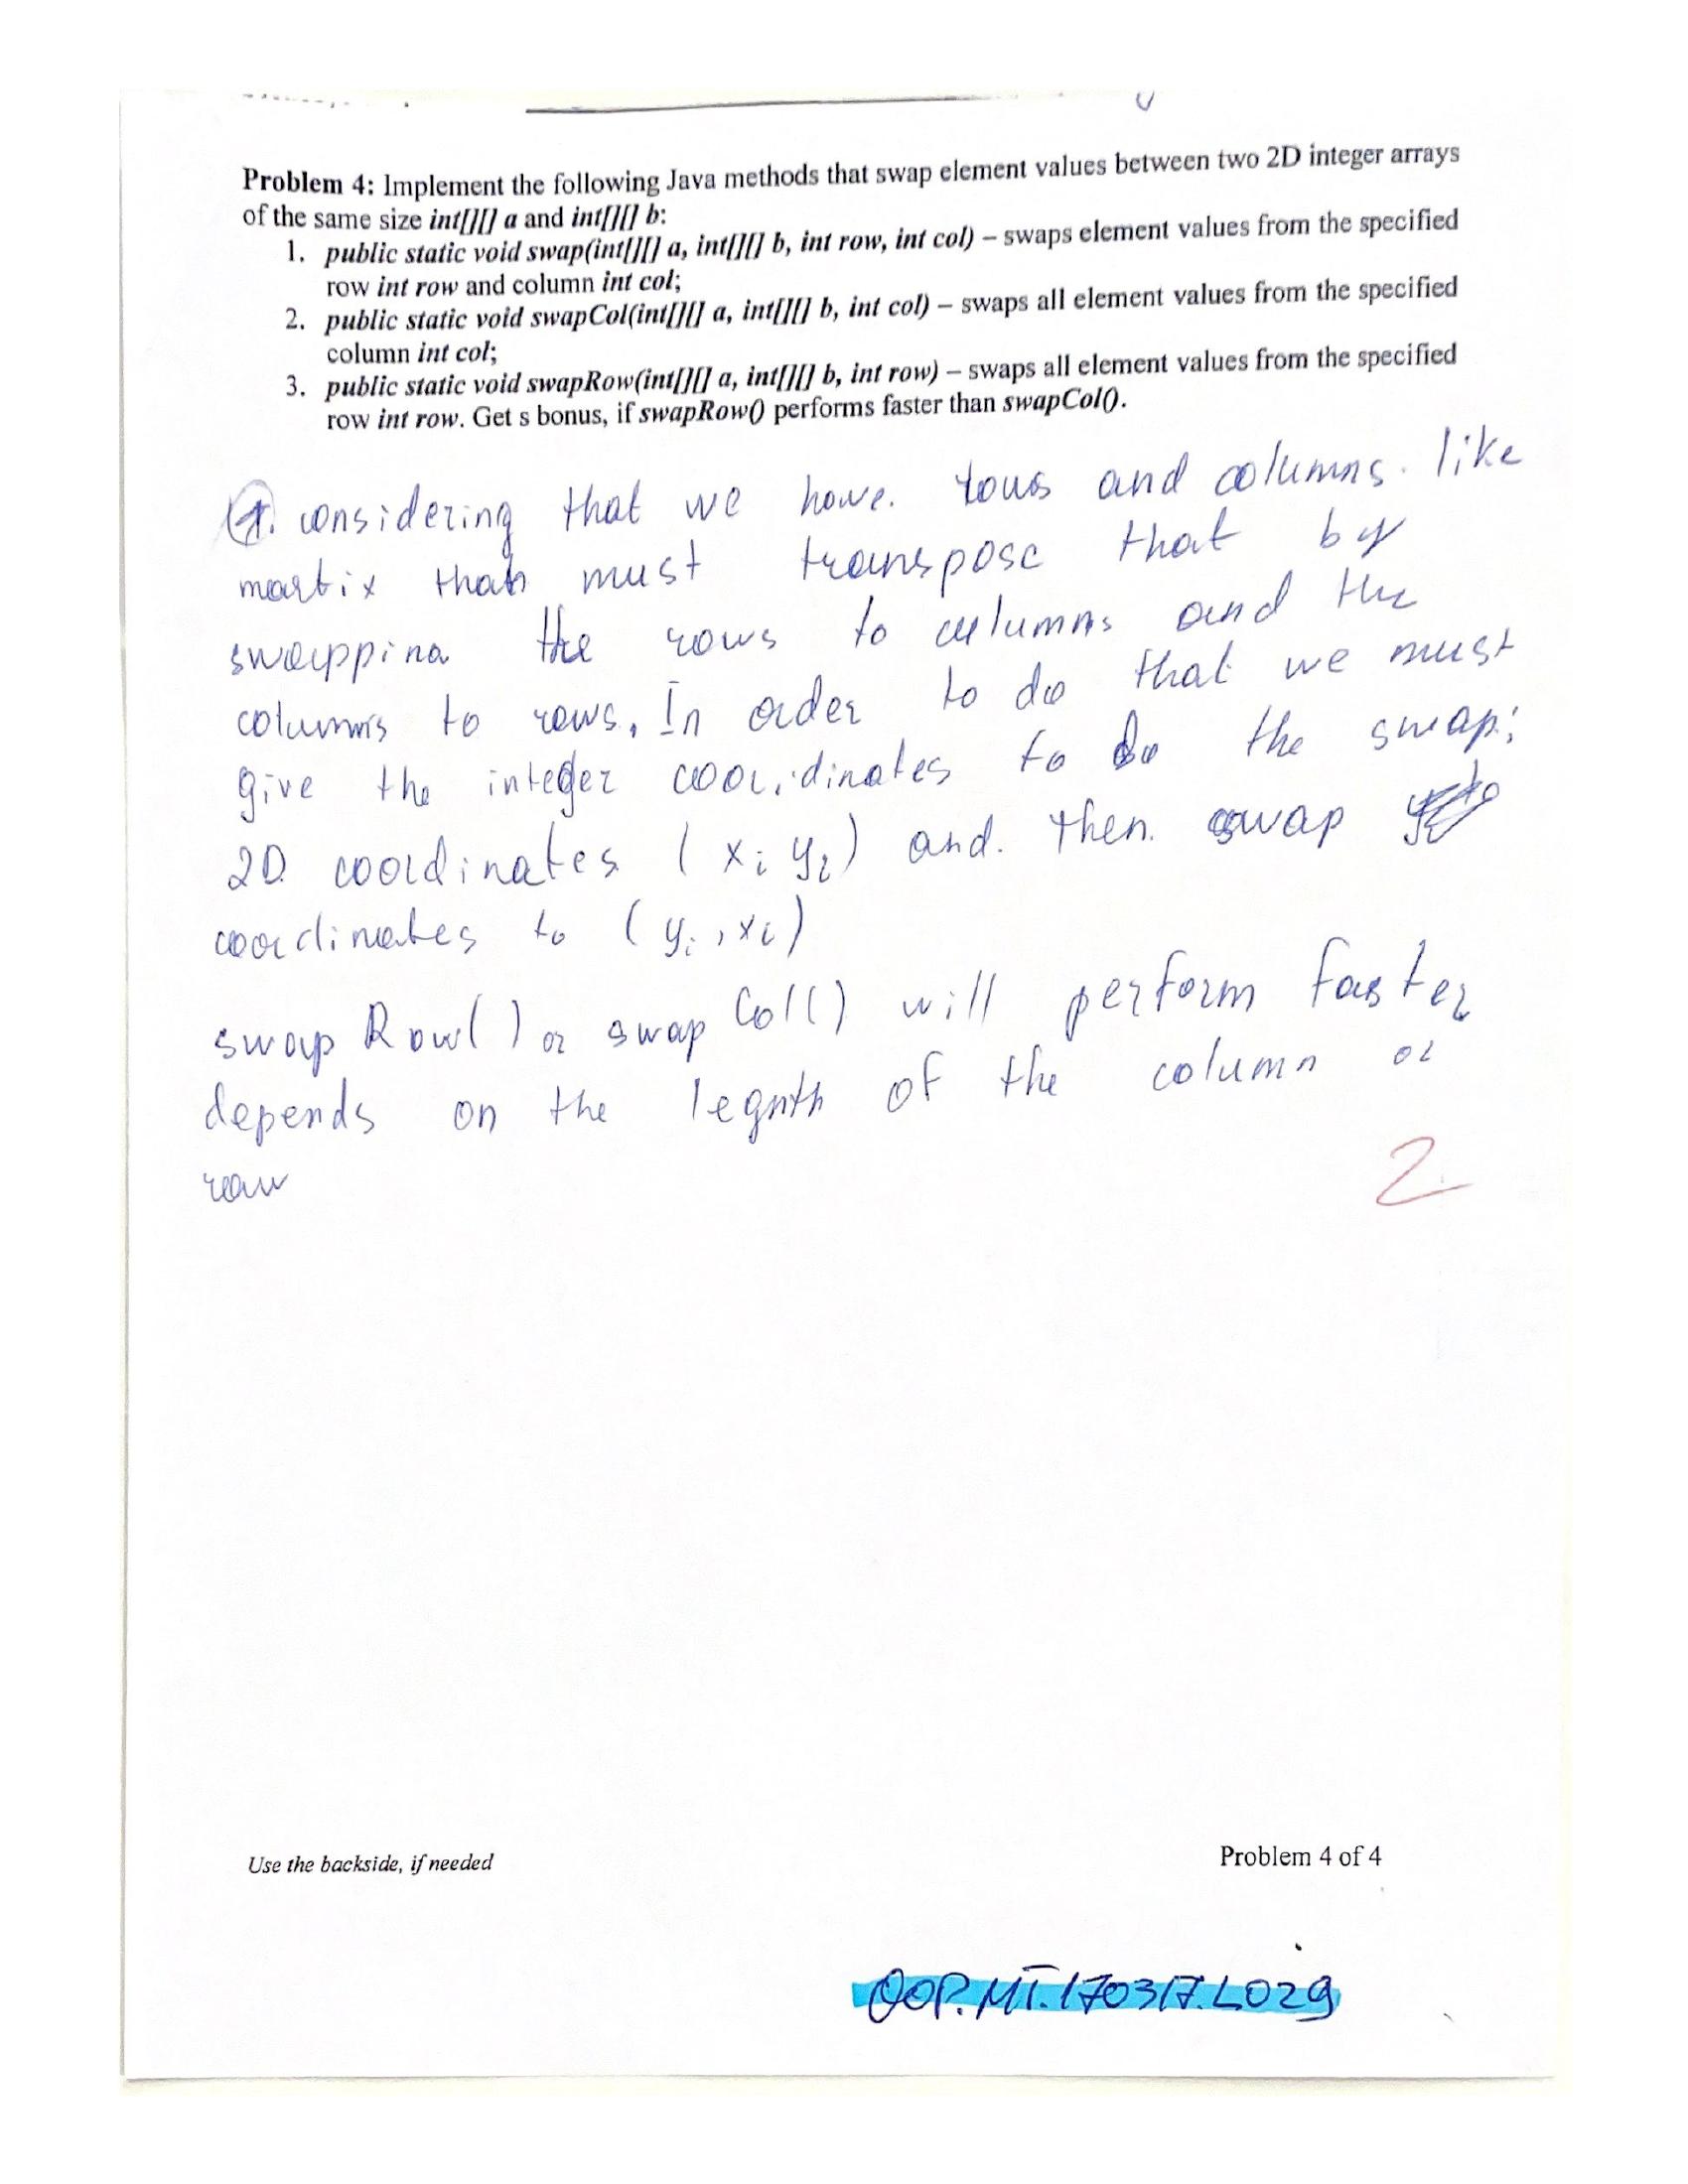 Problem 4: Implement the following Java methods that swap element values between two 2D integer arrays
of the same size int[][] a and int[][] b:
1. public static void swap(int[][] a, int[][] b, int row, int col) – swaps element values from the specified
row int row and column int col;
2. public static void swapCol(int[][] a, int[][] b, int col) – swaps all element values from the specified
column int col;
3. public static void swapRow(int[][] a, int[][] b, int row) – swaps all element values from the specified
row int row. Get s bonus, if swapRow() performs faster than swapCol().
1. considering that we have. rows and columns. like
martix than must transpose that by
swappina the rows to culumns and the
columns to rows. In order to do that we must
give the integer coordinates to do the swap;
2D coordinates (xi yi) and. then. swap
coordinates to (yi, xi)
swap Row() or swap Col() will perform faster
depends on the legnth of the column or
row
2
Use the backside, if needed
Problem 4 of 4
OOP.MT.170317.L029